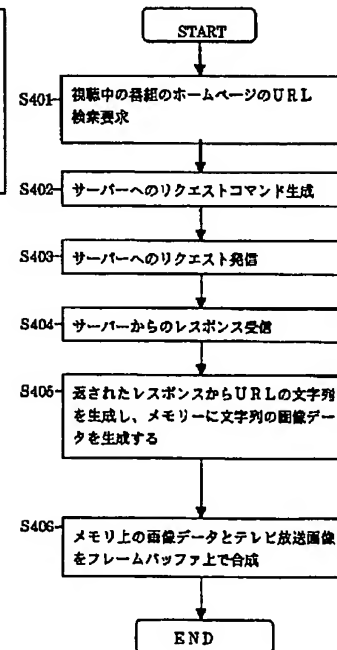 START
S401
視聴中の番組のホームページのURL
検索要求
S402
サーバーへのリクエストコマンド生成
S403
サーバーへのリクエスト発信
S404
サーバーからのレスポンス受信
S405
返されたレスポンスからURLの文字列
を生成し、メモリーに文字列の画像デー
タを生成する
S406
メモリ上の画像データとテレビ放送画像
をフレームバッファ上で合成
END